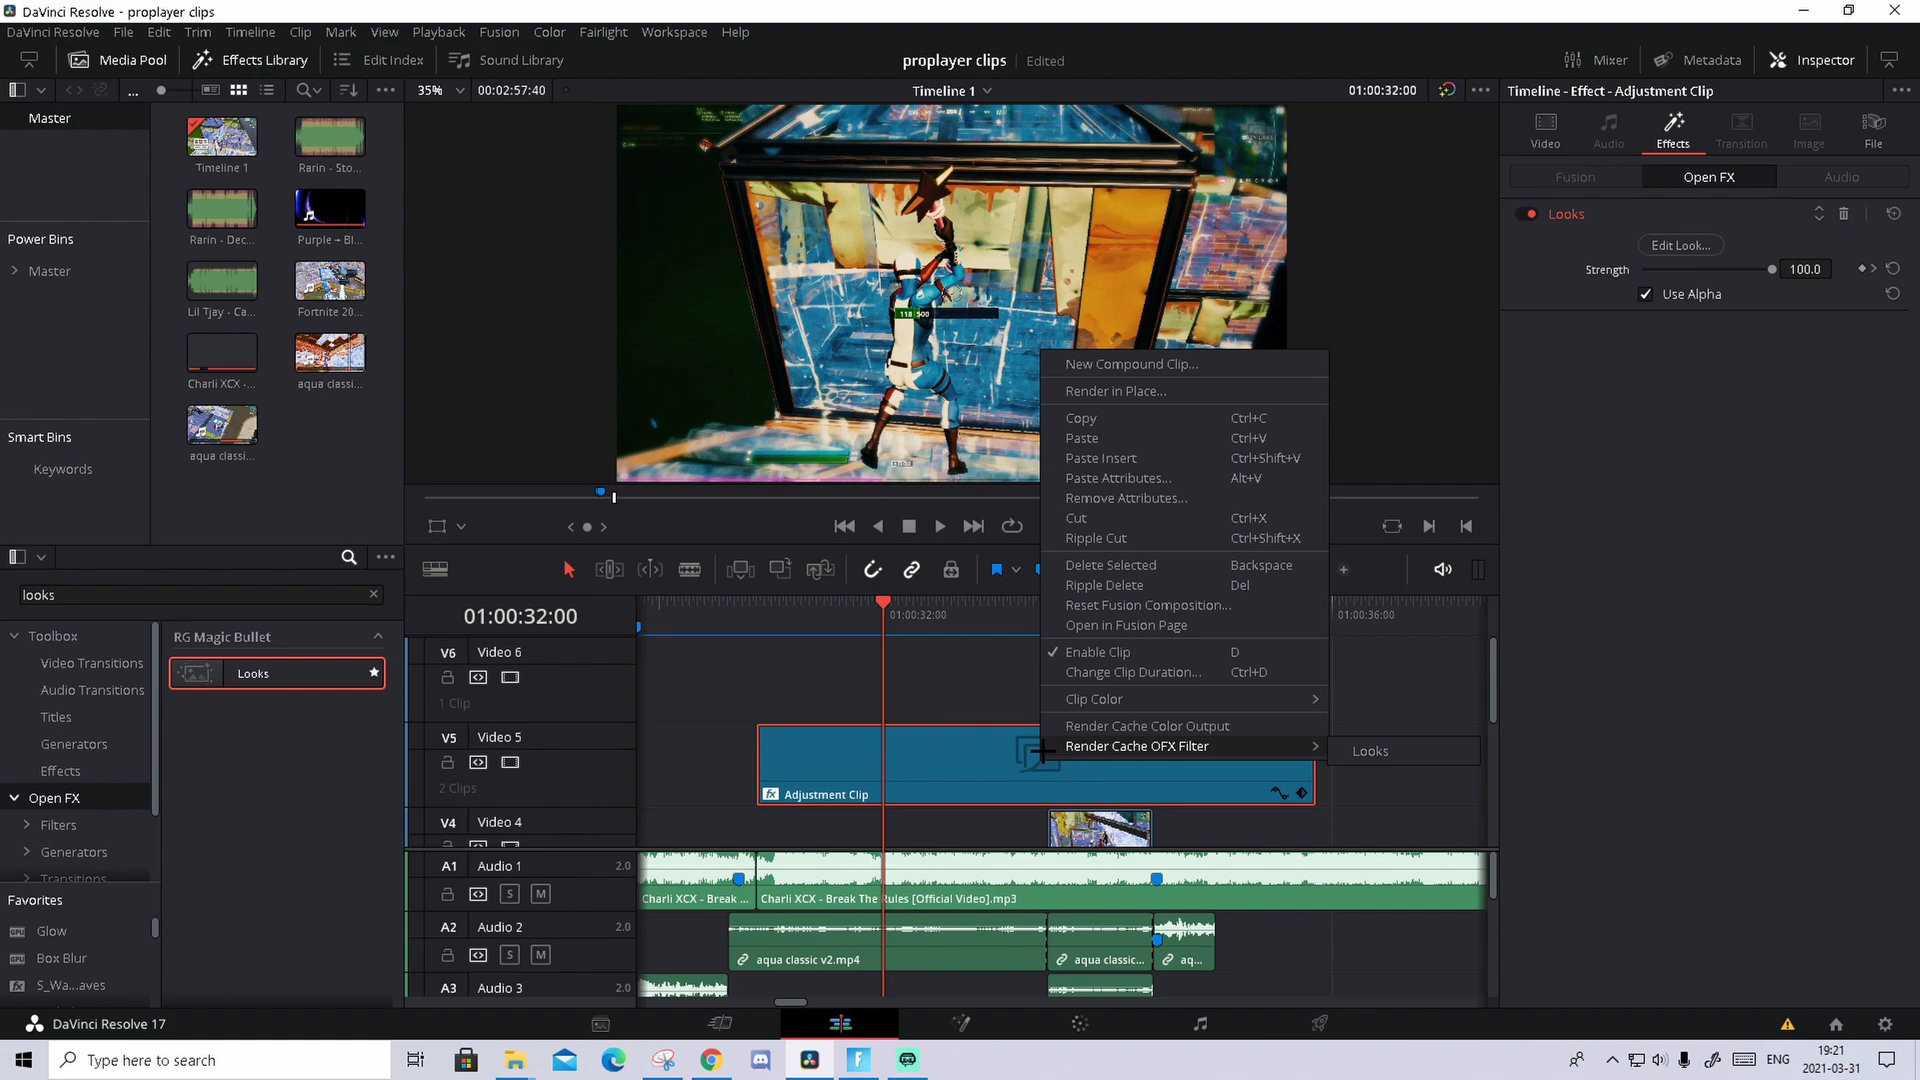 DaVinci Resolve - proplayer clips
DaVinci Resolve File Edit Trim Timeline Clip Mark View Playback Fusion Color Fairlight Workspace Help
Media Pool Effects Library Edit Index Sound Library proplayer clips Edited Mixer Metadata Inspector
35% 00:02:57:40 Timeline 1 01:00:32:00 Timeline - Effect - Adjustment Clip
Master
Power Bins
Master
Smart Bins
Keywords
Timeline 1
Rarin - Sto...
Rarin - Dec...
Purple + Bl...
Lil Tjay - Ca...
Fortnite 20...
Charli XCX -...
aqua classi...
aqua classi...
118 500
Video Audio Effects Transition Image File
Fusion Open FX Audio
Looks
Edit Look...
Strength 100.0
Use Alpha
New Compound Clip...
Render in Place...
Copy Ctrl+C
Paste Ctrl+V
Paste Insert Ctrl+Shift+V
Paste Attributes... Alt+V
Remove Attributes...
Cut Ctrl+X
Ripple Cut Ctrl+Shift+X
Delete Selected Backspace
Ripple Delete Del
Reset Fusion Composition...
Open in Fusion Page
Enable Clip D
Change Clip Duration... Ctrl+D
Clip Color
Render Cache Color Output
Render Cache OFX Filter
Looks
looks
Toolbox
Video Transitions
Audio Transitions
Titles
Generators
Effects
Open FX
Filters
Generators
Transitions
Favorites
Glow
Box Blur
S_Wa...aves
RG Magic Bullet
Looks
01:00:32:00
01:00:32:00
01:00:36:00
V6 Video 6
1 Clip
V5 Video 5
2 Clips
Adjustment Clip
V4 Video 4
A1 Audio 1 2.0
S M
Charli XCX - Break ...
Charli XCX - Break The Rules [Official Video].mp3
A2 Audio 2 2.0
S M
aqua classic v2.mp4
aqua classic...
aq...
A3 Audio 3 2.0
DaVinci Resolve 17
Type here to search
ENG
19:21
2021-03-31